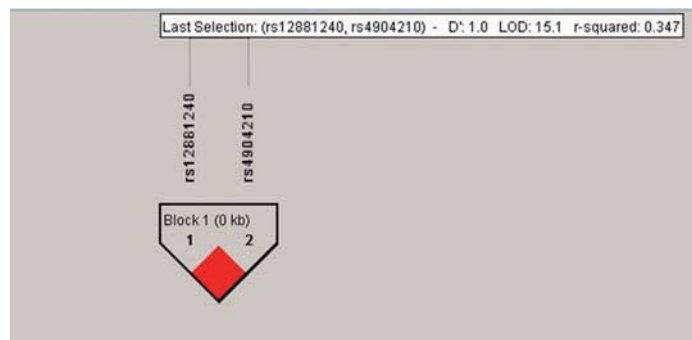 Last Selection: (rs12881240, rs4904210) - D': 1.0 LOD: 15.1 r-squared: 0.347
rs12881240
rs4904210
Block 1 (0 kb)
1 2